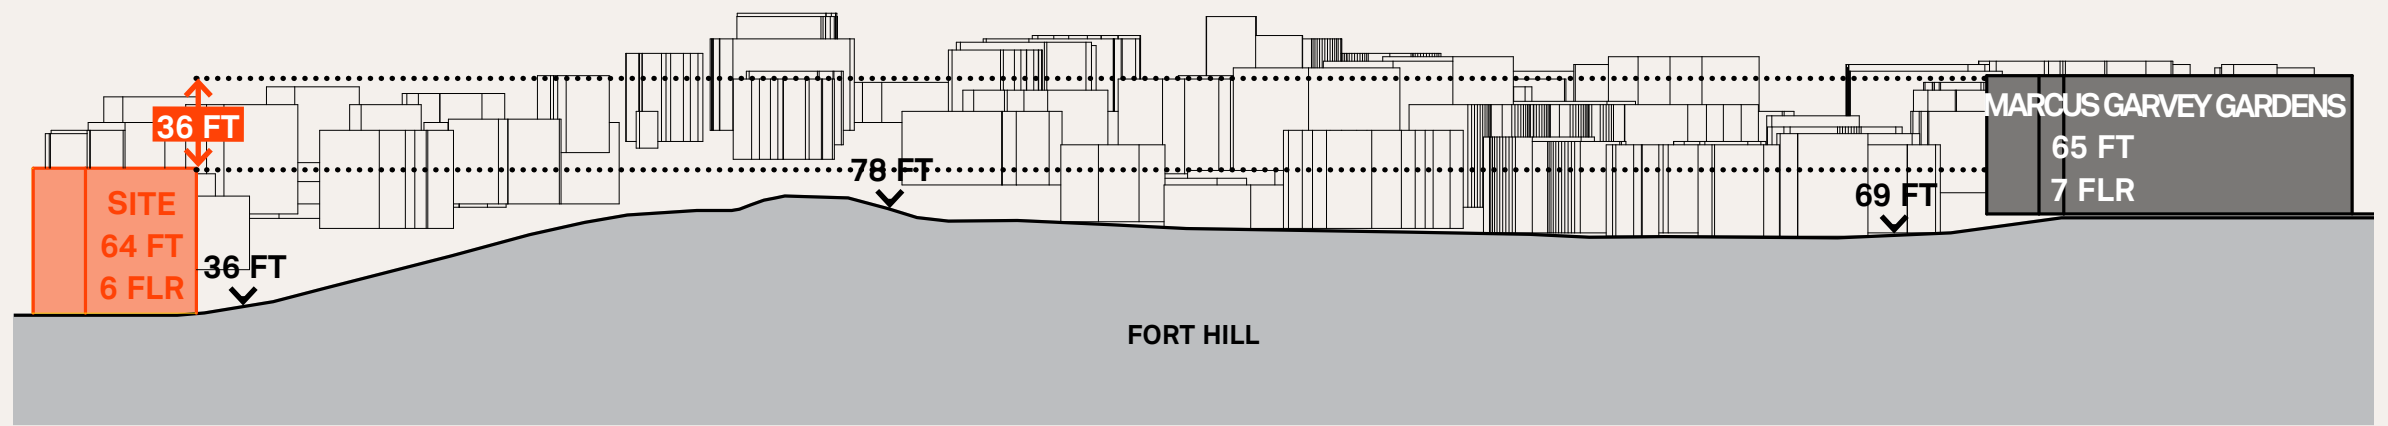 36 FT
SITE
64 FT
6 FLR
36 FT
78 FT
69 FT
MARCUS GARVEY GARDENS
65 FT
7 FLR
FORT HILL